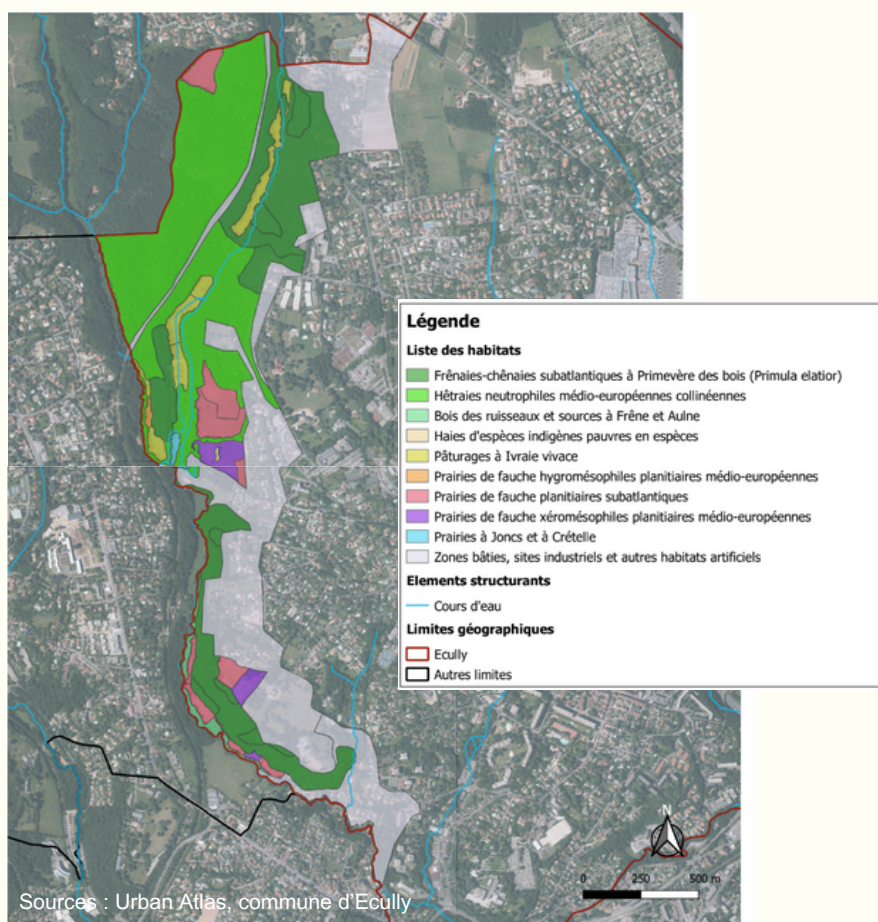 Légende
Liste des habitats
Frênaies-chênaies subatlantiques à Primevère des bois (Primula elatior)
Hêtraies neutrophiles médio-européennes collinéennes
Bois des ruisseaux et sources à Frêne et Aulne
Haies d'espèces indigènes pauvres en espèces
Pâturages à Ivraie vivace
Prairies de fauche hygromésophiles planitiaires médio-européennes
Prairies de fauche planitiaires subatlantiques
Prairies de fauche xéromésophiles planitiaires médio-européennes
Prairies à Joncs et à Crételle
Zones bâties, sites industriels et autres habitats artificiels
Elements structurants
Cours d'eau
Limites géographiques
Ecully
Autres limites
N
0 250 500 m
Sources : Urban Atlas, commune d'Ecully